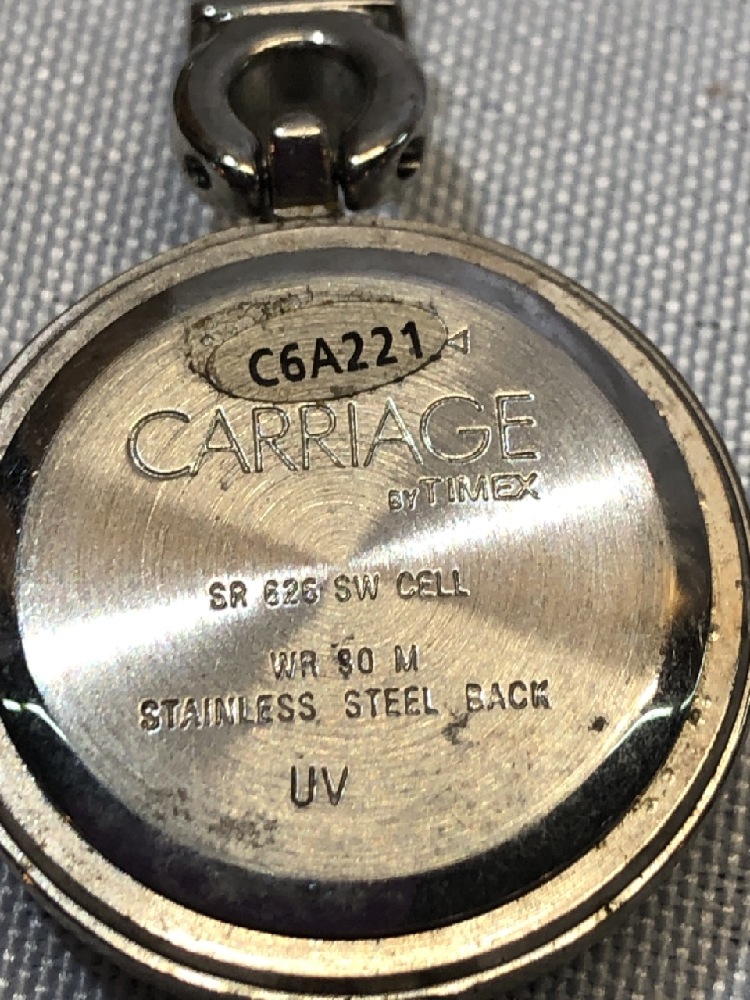 C6A221
CARRIAGE
BY TIMEX
SR 626 SW CELL
WR 30 M
STAINLESS STEEL BACK
UV